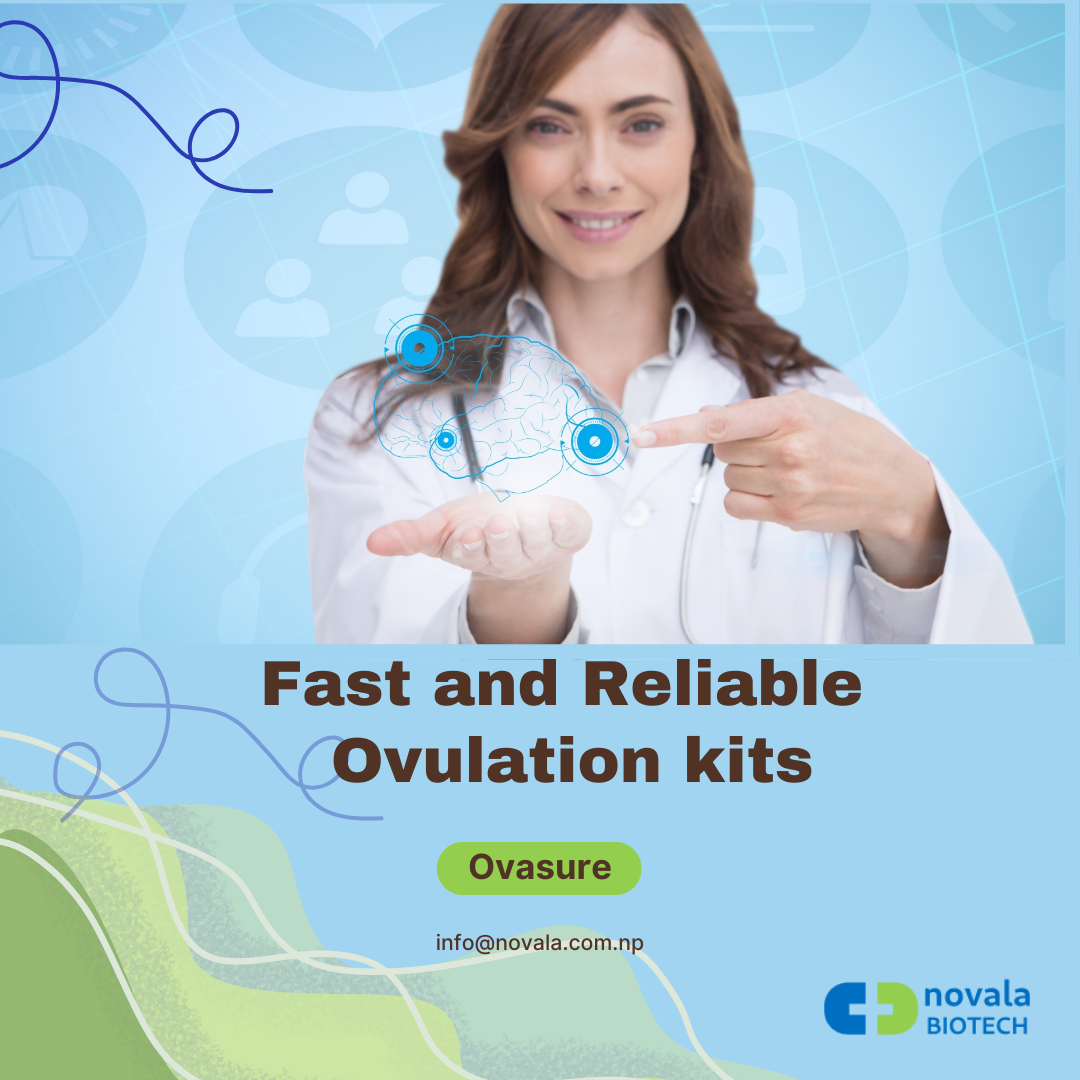 Fast and Reliable
Ovulation kits
Ovasure
info@novala.com.np
novala
BIOTECH